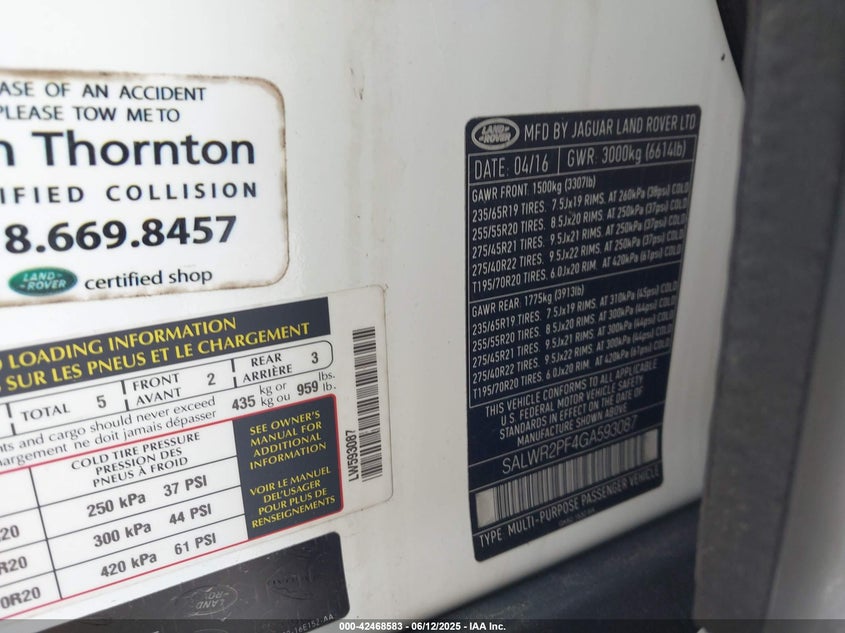 ASE OF AN ACCIDENT
PLEASE TOW ME TO
n Thornton
IFIED COLLISION
8.669.8457
LAND ROVER certified shop
LOADING INFORMATION
SUR LES PNEUS ET LE CHARGEMENT
TOTAL 5 FRONT AVANT 2 REAR ARRIÈRE 3
nts and cargo should never exceed 435 kg or 959 lbs.
argement ne doit jamais dépasser kg ou lb.
COLD TIRE PRESSURE
PRESSION DES
PNEUS À FROID
20 250 kPa 37 PSI
R20 300 kPa 44 PSI
0R20 420 kPa 61 PSI
SEE OWNER'S
MANUAL FOR
ADDITIONAL
INFORMATION
VOIR LE MANUEL
DE L'USAGER
POUR PLUS DE
RENSEIGNEMENTS
LW593087
LAND ROVER
LAND ROVER MFD BY JAGUAR LAND ROVER LTD
DATE: 04/16 GWR: 3000kg (6614lb)
GAWR FRONT. 1500kg (3307lb)
235/65R19 TIRES. 7.5Jx19 RIMS. AT 260kPa (38psi) COLD
255/55R20 TIRES. 8.5Jx20 RIMS. AT 250kPa (37psi) COLD
275/45R21 TIRES. 9.5Jx21 RIMS. AT 250kPa (37psi) COLD
275/40R22 TIRES. 9.5Jx22 RIMS. AT 250kPa (37psi) COLD
T195/70R20 TIRES. 6.0Jx20 RIM. AT 420kPa (61psi) COLD
GAWR REAR. 1775kg (3913lb)
235/65R19 TIRES. 7.5Jx19 RIMS. AT 310kPa (45psi) COLD
255/55R20 TIRES. 8.5Jx20 RIMS. AT 300kPa (44psi) COLD
275/45R21 TIRES. 9.5Jx21 RIMS. AT 300kPa (44psi) COLD
275/40R22 TIRES. 9.5Jx22 RIMS. AT 300kPa (44psi) COLD
T195/70R20 TIRES. 6.0Jx20 RIM. AT 420kPa (61psi) COLD
THIS VEHICLE CONFORMS TO ALL APPLICABLE
U.S. FEDERAL MOTOR VEHICLE SAFETY
STANDARDS IN EFFECT ON THE DATE OF
MANUFACTURE SHOWN ABOVE.
SALWR2PF4GA593087
TYPE: MULTI-PURPOSE PASSENGER VEHICLE
000-42468583 - 06/12/2025 - IAA Inc.